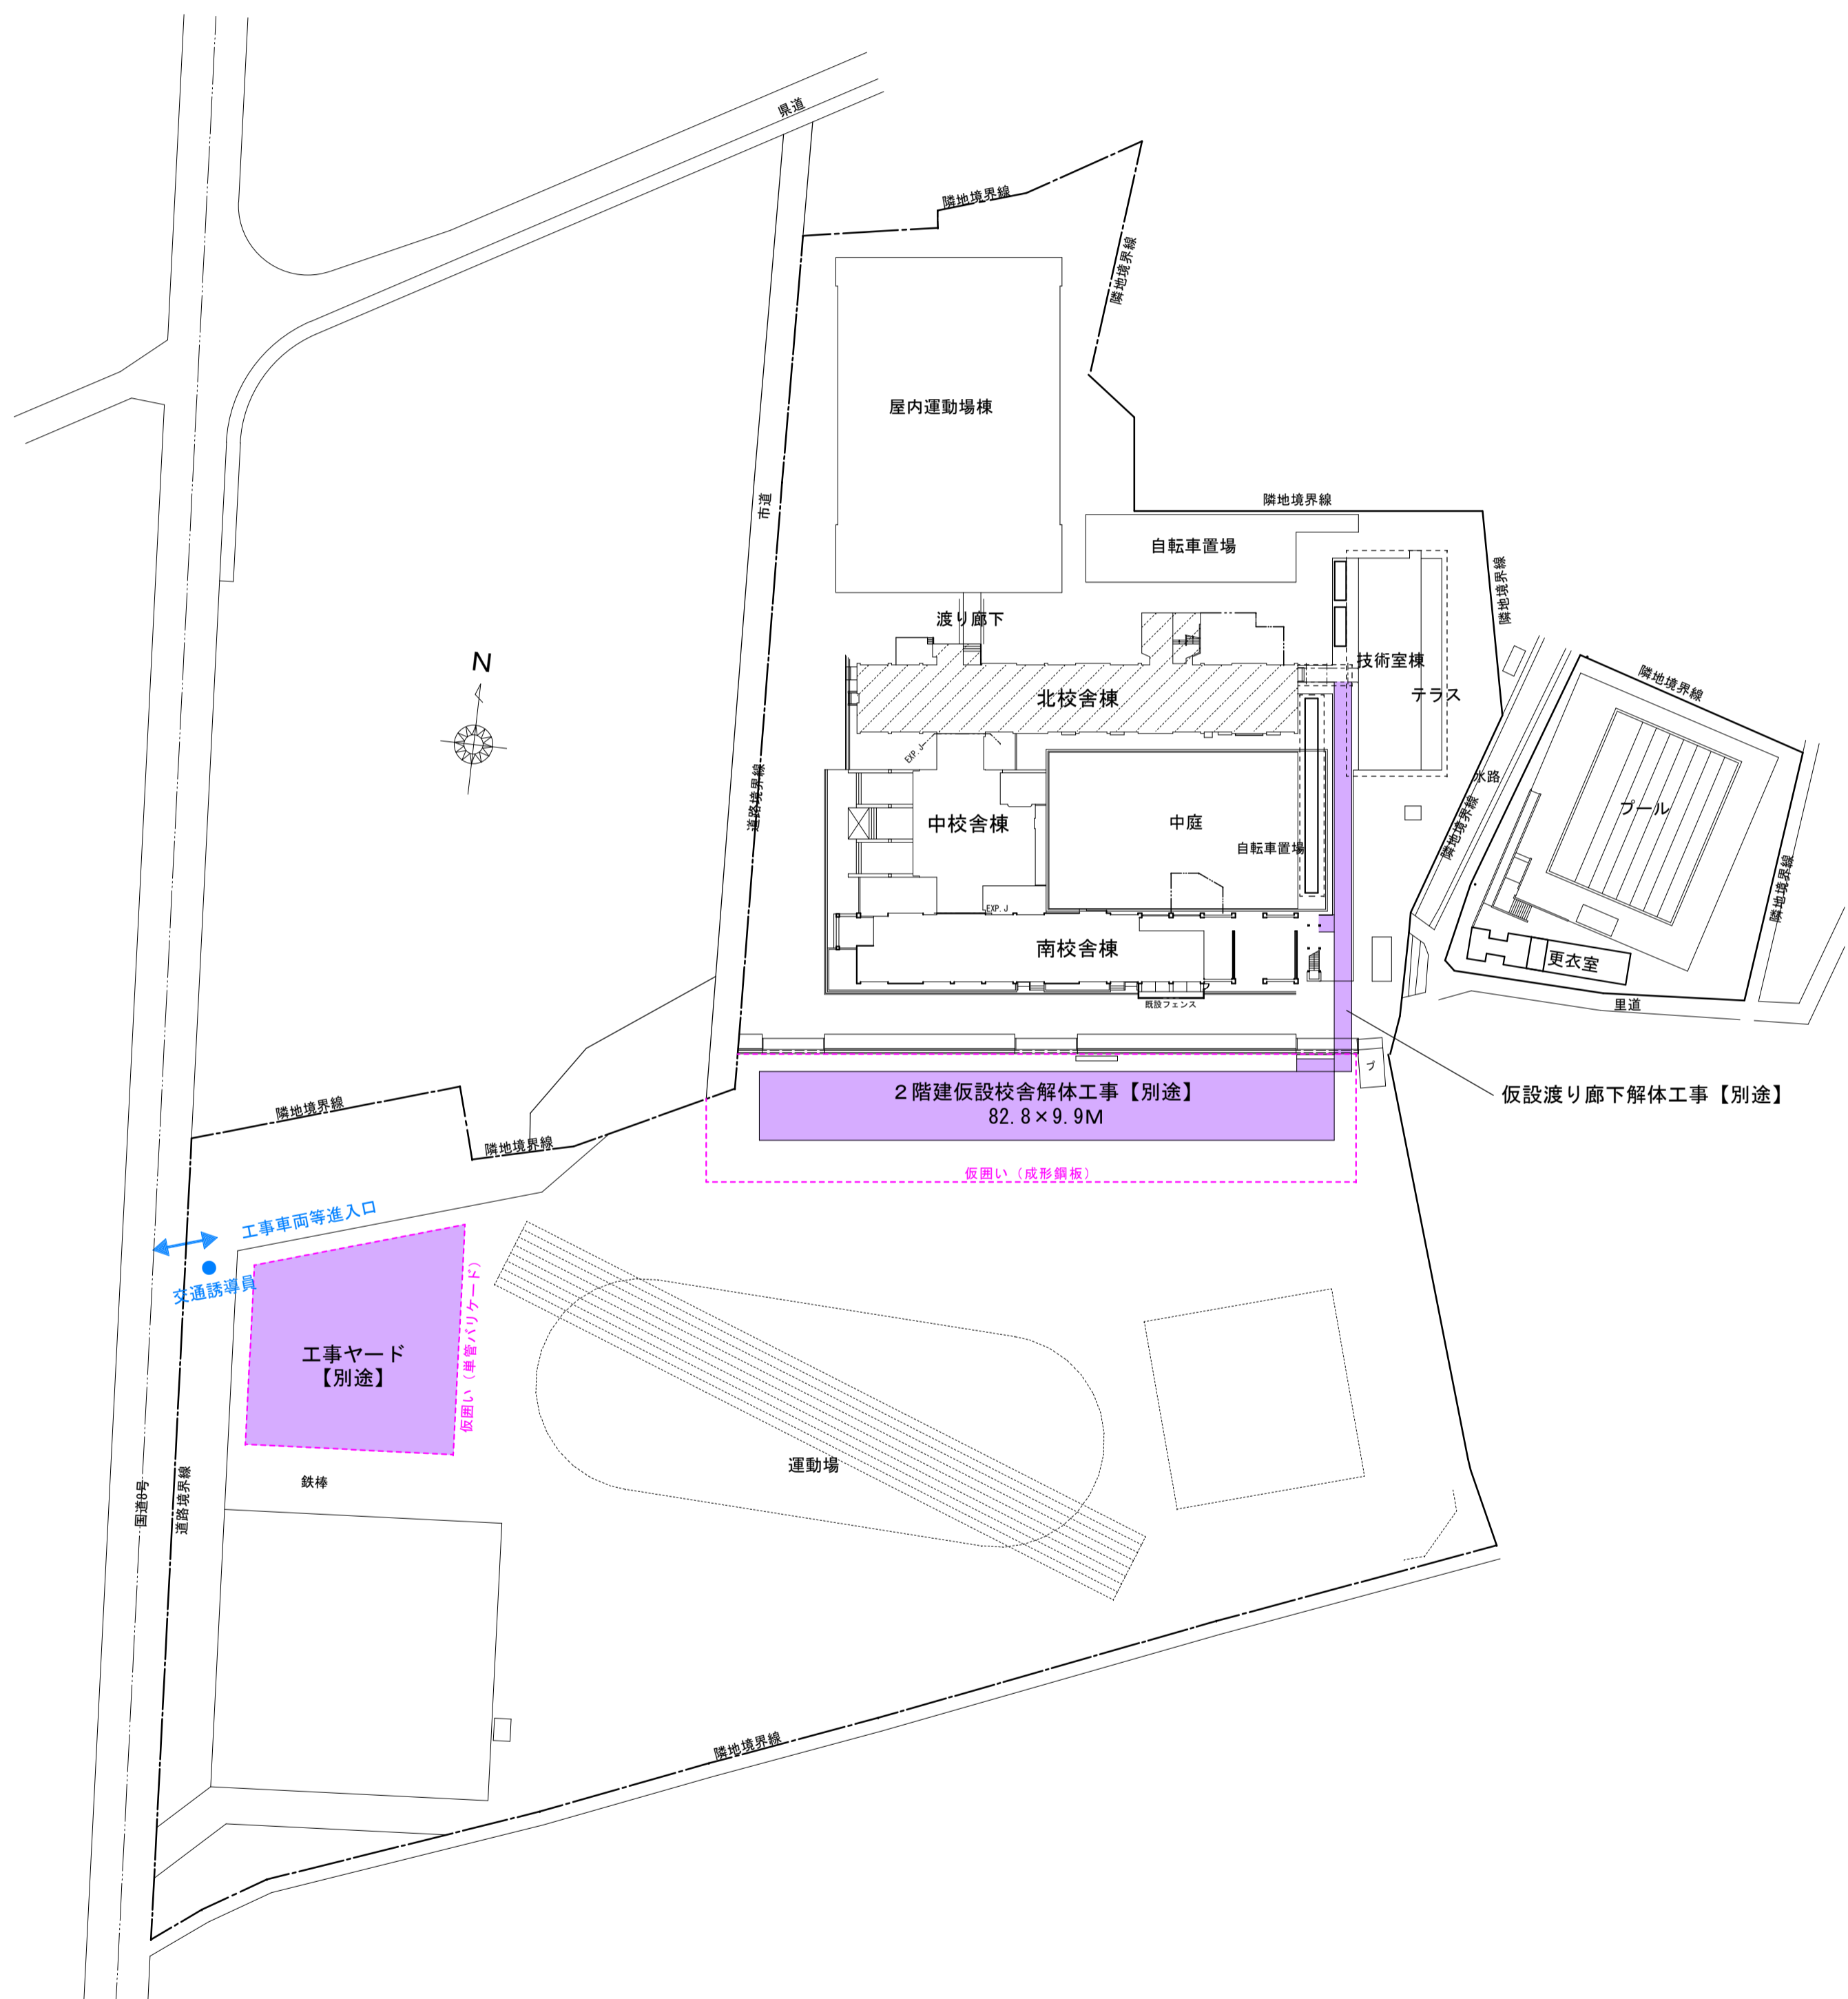 県道
隣地境界線
隣地境界線
屋内運動場棟
市道
隣地境界線
自転車置場
隣地境界線
渡り廊下
N
技術室棟
テラス
北校舎棟
隣地境界線
EXP.J
水路
プール
道路境界線
中校舎棟
中庭
自転車置場
隣地境界線
隣地境界線
EXP.J
南校舎棟
更衣室
既設フェンス
里道
プ
2階建仮設校舎解体工事【別途】
82.8×9.9M
仮設渡り廊下解体工事【別途】
隣地境界線
隣地境界線
仮囲い（成形鋼板）
工事車両等進入口
交通誘導員
仮囲い（単管バリケード）
工事ヤード
【別途】
運動場
鉄棒
国道8号
道路境界線
隣地境界線